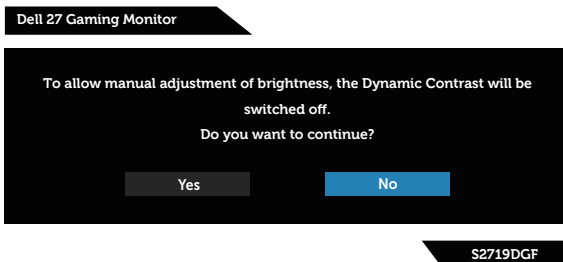 Dell 27 Gaming Monitor
To allow manual adjustment of brightness, the Dynamic Contrast will be
switched off.
Do you want to continue?
Yes
No
S2719DGF